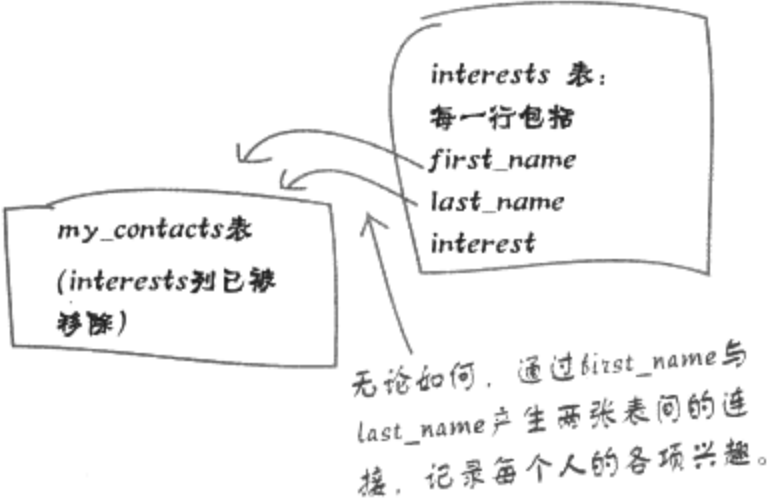 interests 表:
每一行包括
first_name
last_name
interest
my_contacts表
(interests列已被
移除)
无论如何，通过first_name与
last_name产生两张表间的连
接，记录每个人的各项兴趣。